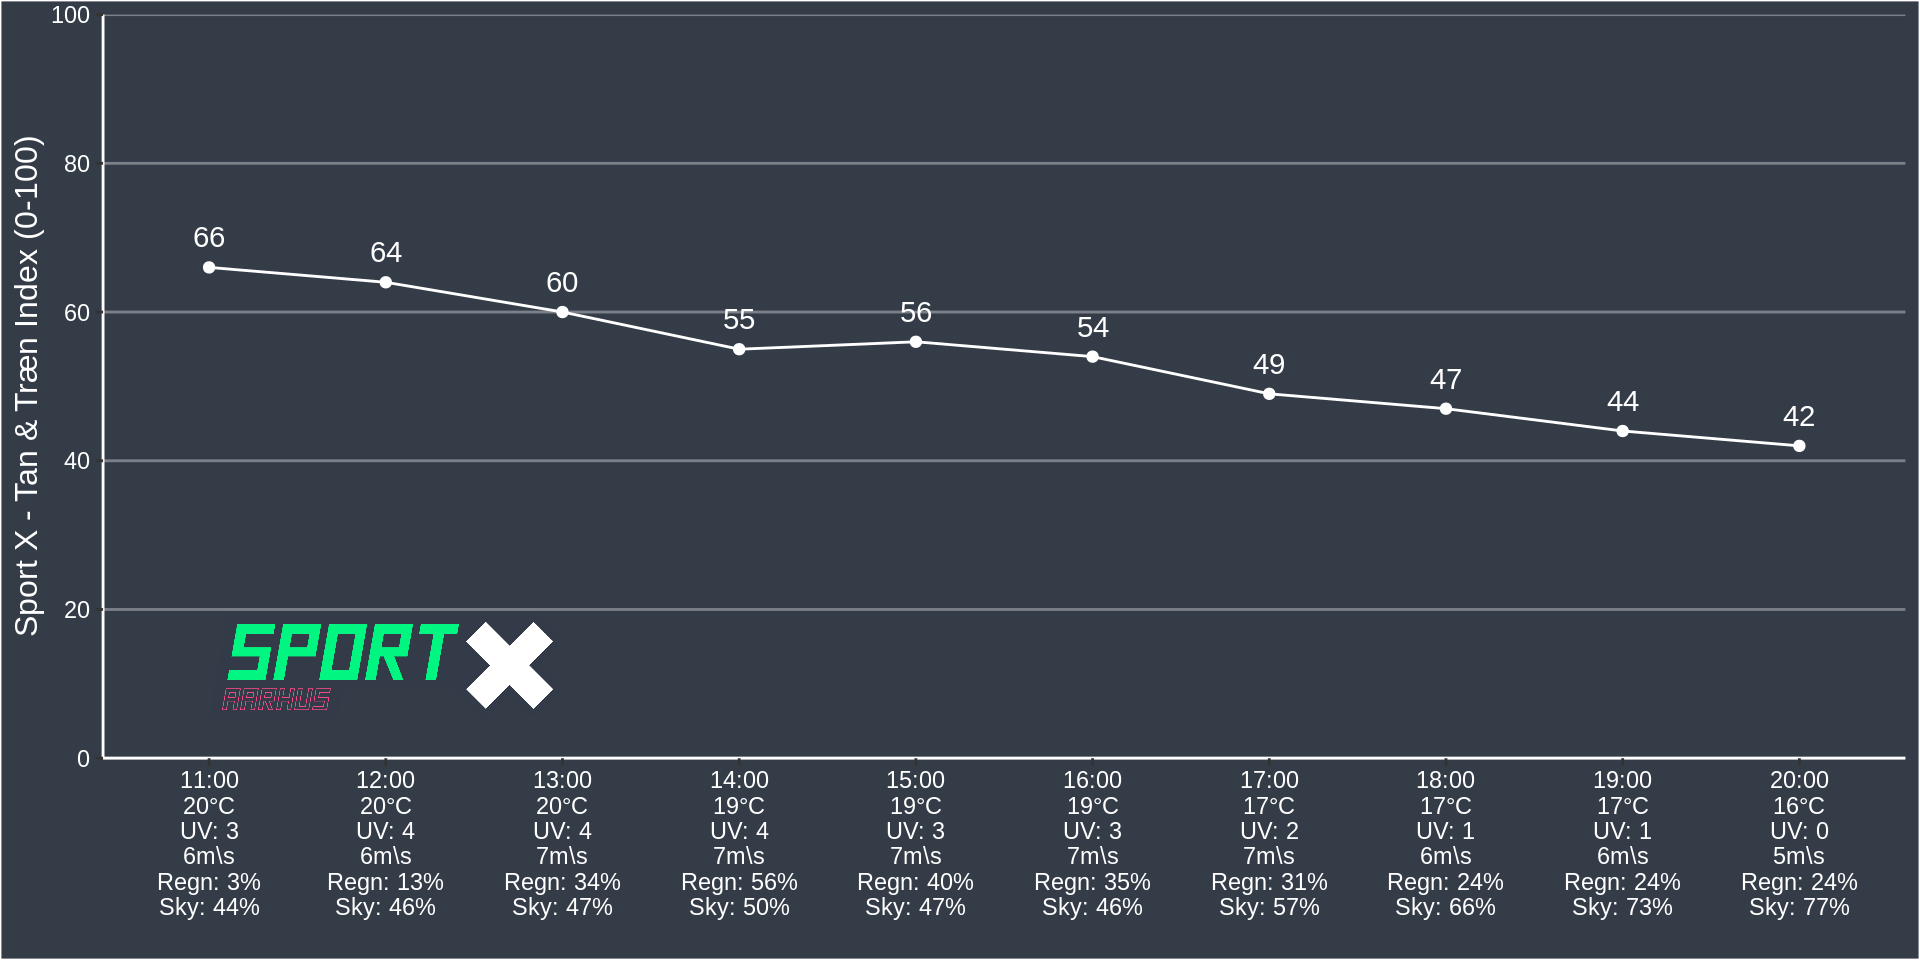 Sport X - Tan & Træn Index (0-100)
100
80
60
40
20
0
66
64
60
55
56
54
49
47
44
42
SPORT X
AARHUS
11:00 12:00 13:00 14:00 15:00 16:00 17:00 18:00 19:00 20:00
20°C 20°C 20°C 19°C 19°C 19°C 17°C 17°C 17°C 16°C
UV: 3 UV: 4 UV: 4 UV: 4 UV: 3 UV: 3 UV: 2 UV: 1 UV: 1 UV: 0
6m\s 6m\s 7m\s 7m\s 7m\s 7m\s 7m\s 6m\s 6m\s 5m\s
Regn: 3% Regn: 13% Regn: 34% Regn: 56% Regn: 40% Regn: 35% Regn: 31% Regn: 24% Regn: 24% Regn: 24%
Sky: 44% Sky: 46% Sky: 47% Sky: 50% Sky: 47% Sky: 46% Sky: 57% Sky: 66% Sky: 73% Sky: 77%